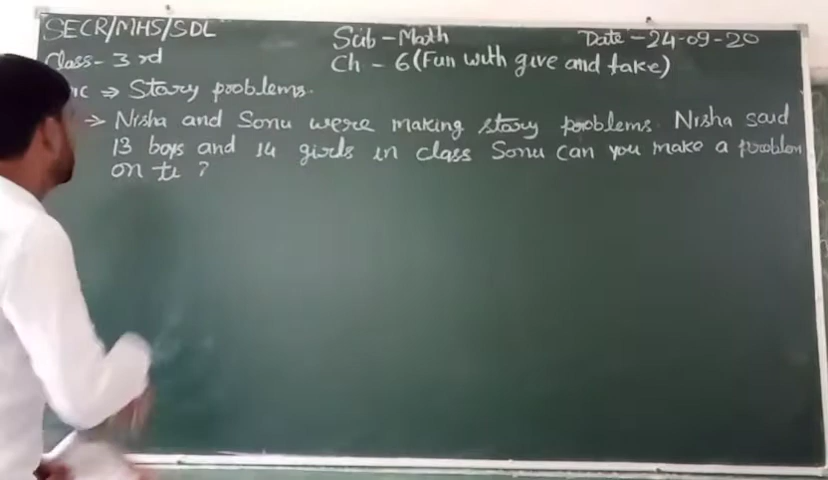 SECR/MHS/SDL Sub - Math Date - 24-09-20
Class - 3 rd Ch - 6 (Fun with give and take)
ic ⇒ Story problems.
→ Nisha and Sonu were making story problems. Nisha said
13 boys and 14 girls in class Sonu can you make a problem
on ti ?